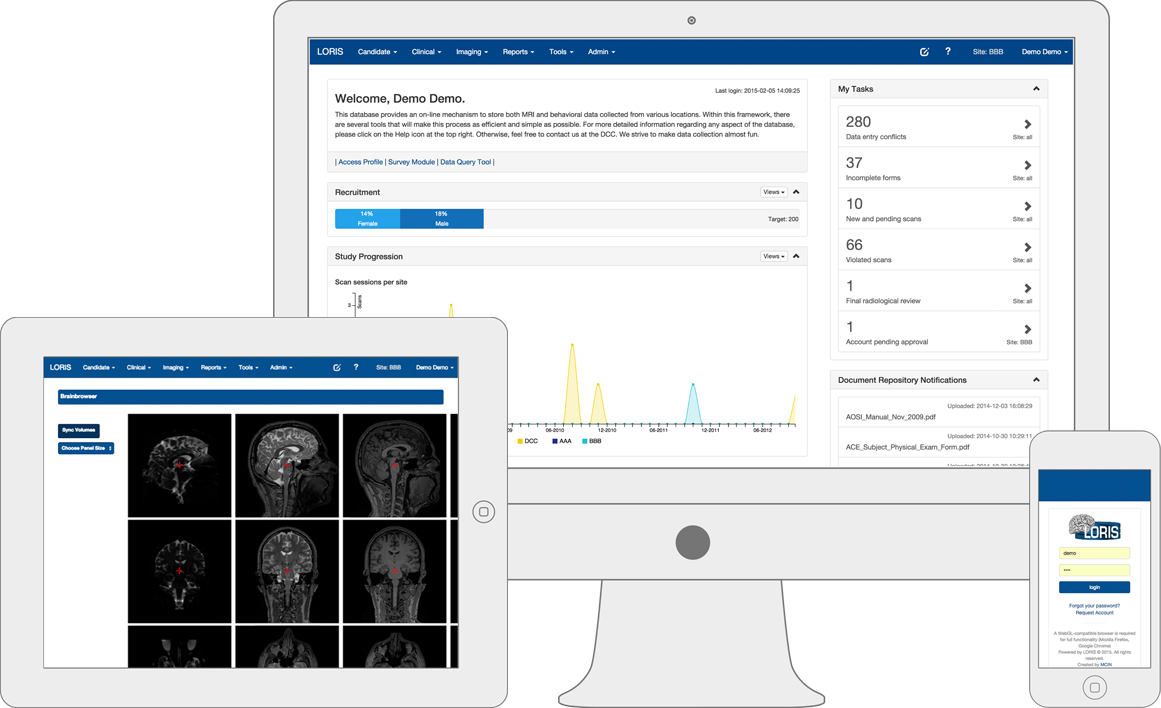 LORIS Candidate Clinical Imaging Reports Tools Admin ? Site: BBB Demo Demo
Last login: 2015-02-05 14:09:25
Welcome, Demo Demo.
This database provides an on-line mechanism to store both MRI and behavioral data collected from various locations. Within this framework, there
are several tools that will make this process as efficient and simple as possible. For more detailed information regarding any aspect of the database,
please click on the Help icon at the top right. Otherwise, feel free to contact us at the DCC. We strive to make data collection almost fun.
| Access Profile | Survey Module | Data Query Tool |
Recruitment Views
14% 18%
Female Male Target: 200
Study Progression Views
Scan sessions per site
3 Scans
09 06-2010 12-2010 06-2011 12-2011 06-2012
DCC AAA BBB
My Tasks
280
Data entry conflicts Site: all
37
Incomplete forms Site: all
10
New and pending scans Site: all
66
Violated scans Site: all
1
Final radiological review Site: all
1
Account pending approval Site: BBB
Document Repository Notifications
Uploaded: 2014-12-03 16:08:29
AOSI_Manual_Nov_2009.pdf
Uploaded: 2014-10-30 10:29:11
ACE_Subject_Physical_Exam_Form.pdf
LORIS Candidate Clinical Imaging Reports Tools Admin ? Site: BBB Demo Demo
Brainbrowser
Sync Volumes
Choose Panel Size
LORIS
demo
••••
login
Forgot your password?
Request Account
A WebGL-compatible browser is required
for full functionality (Mozilla Firefox,
Google Chrome)
Powered by LORIS © 2015. All rights
reserved.
Created by MCIN